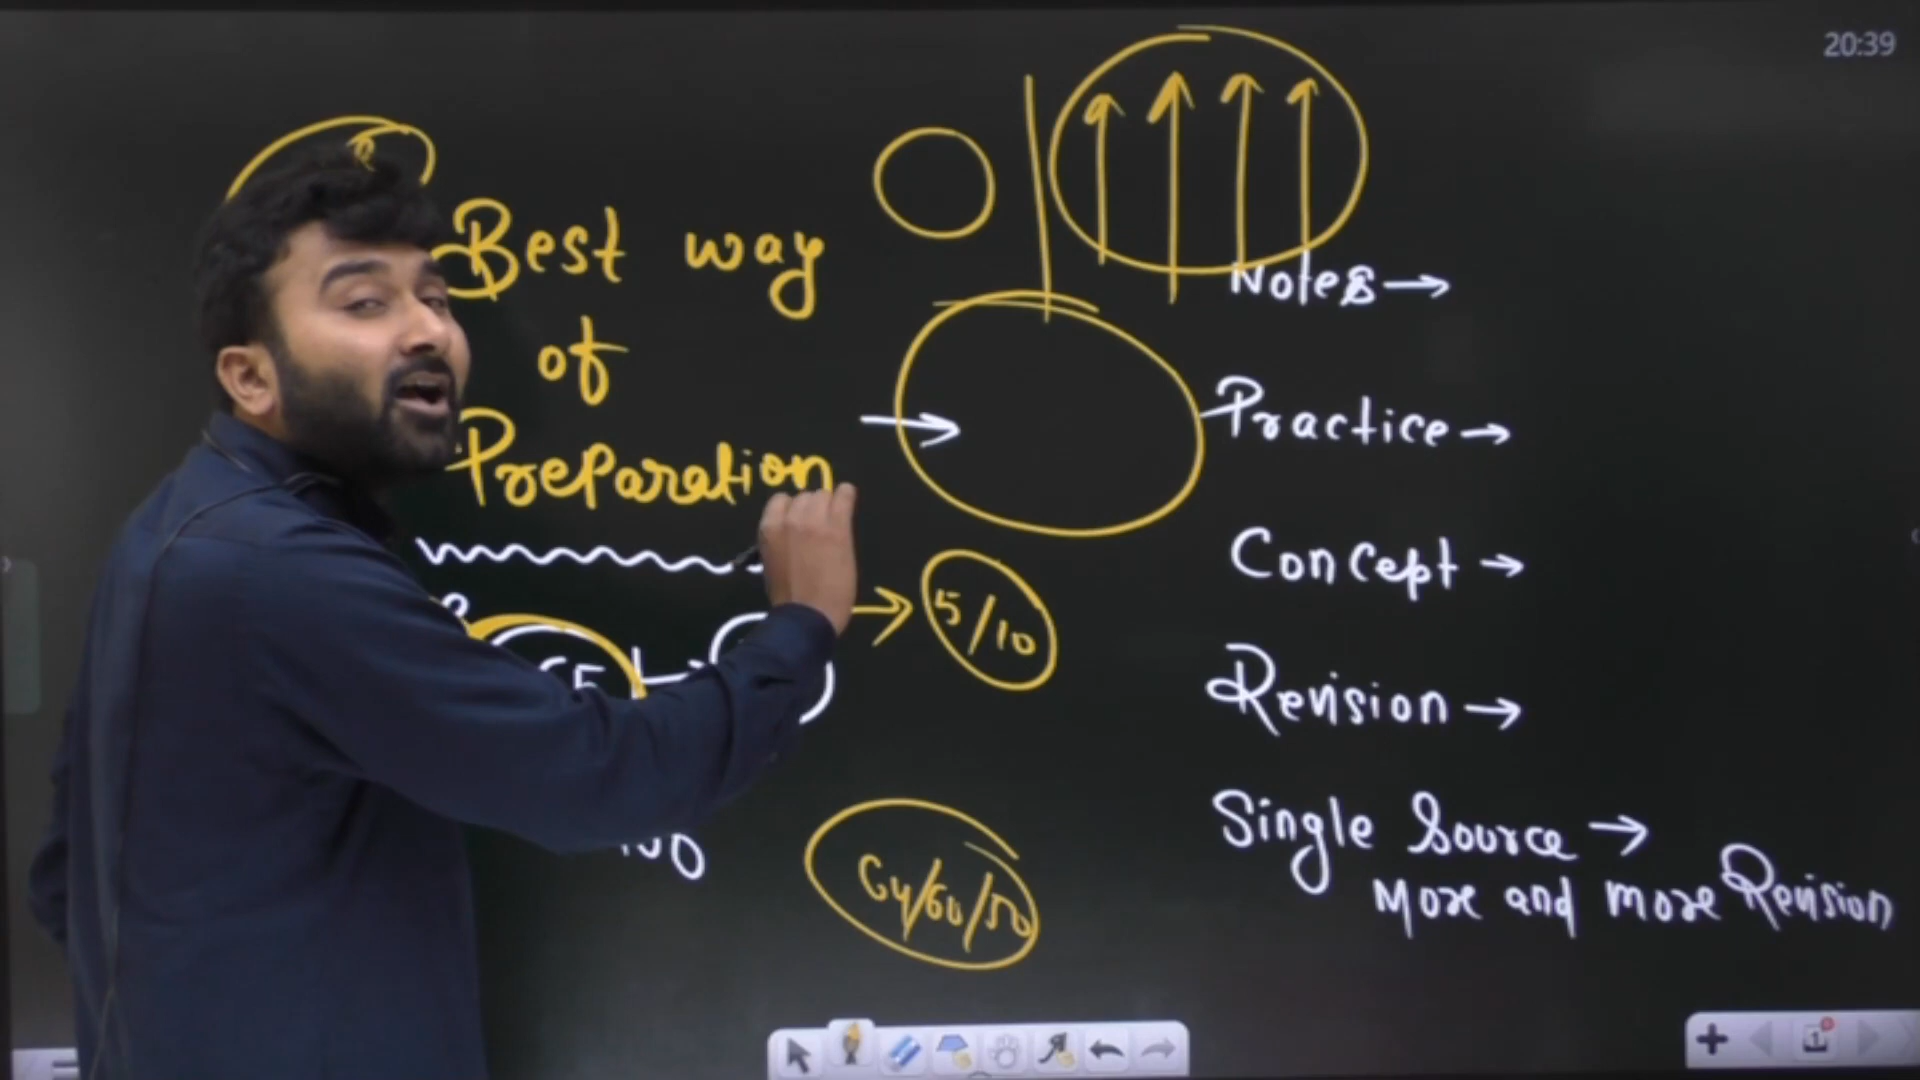 20:39
Best way
of
Preparation
Notes →
Practice →
Concept →
Revision →
Single Source →
More and more Revision
5/10
64/60/50
1